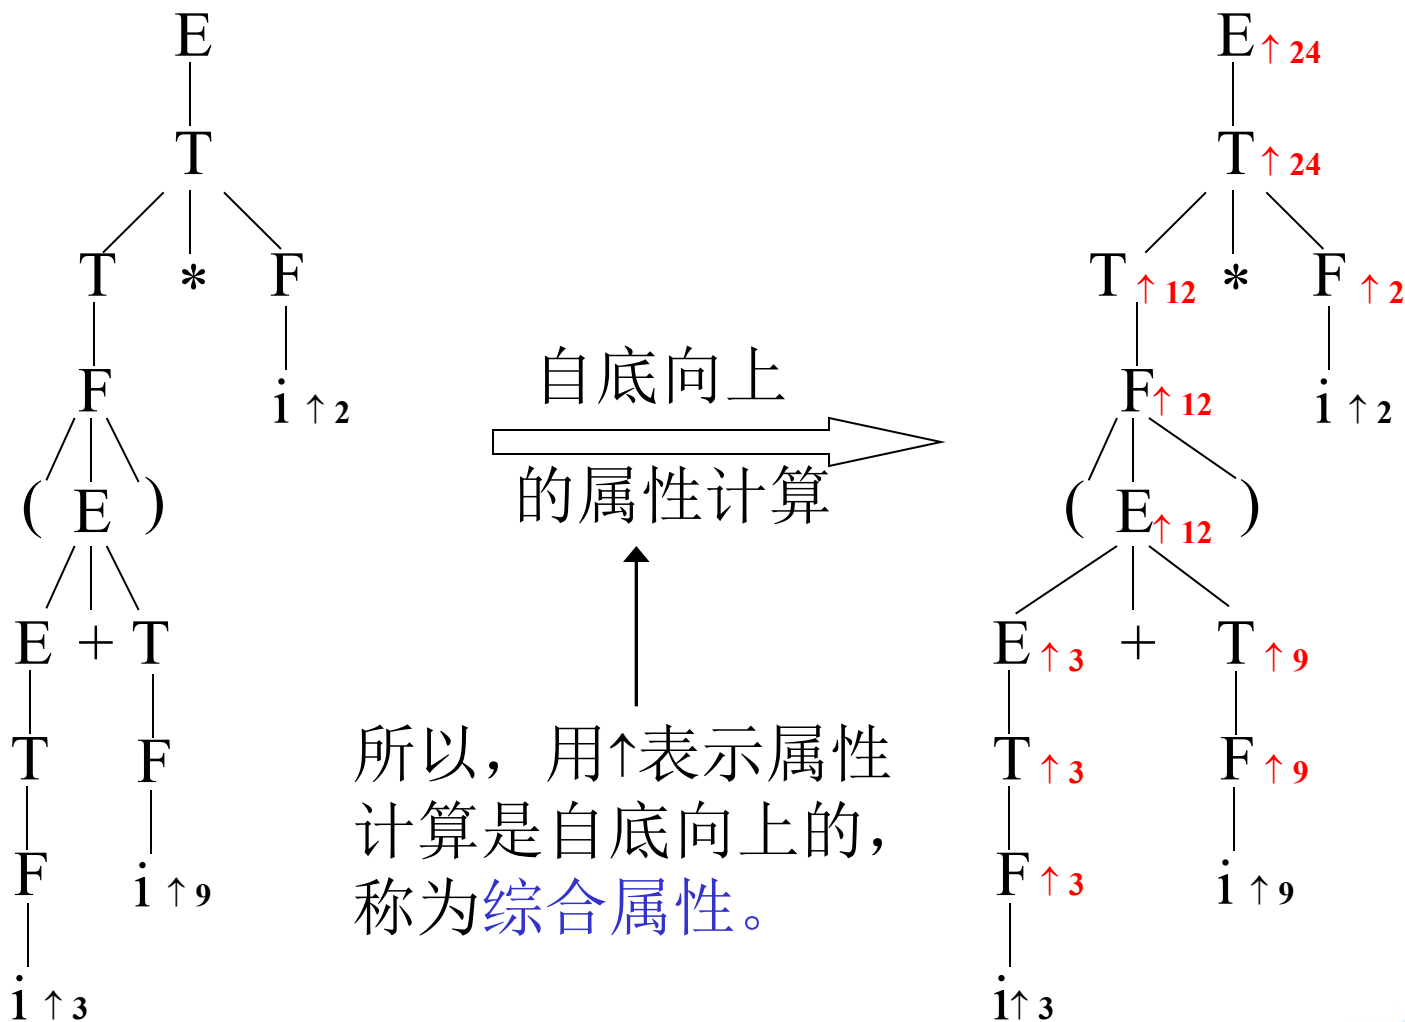 E
T
T * F
F i ↑ 2
( E )
E + T
T F
F i ↑ 9
i ↑ 3
自底向上
的属性计算
所以，用↑表示属性
计算是自底向上的，
称为综合属性。
E ↑ 24
T ↑ 24
T ↑ 12 * F ↑ 2
F ↑ 12 i ↑ 2
( E ↑ 12 )
E ↑ 3 + T ↑ 9
T ↑ 3 F ↑ 9
F ↑ 3 i ↑ 9
i ↑ 3